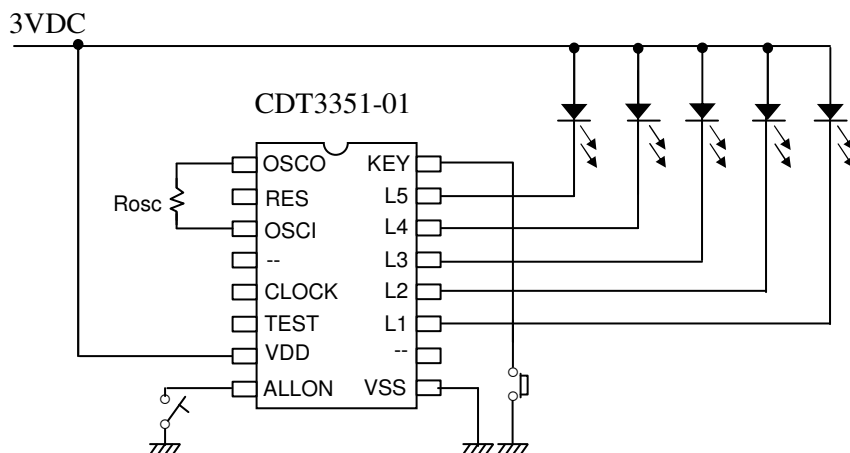 3VDC
CDT3351-01
OSCO KEY
RES L5
Rosc
OSCI L4
-- L3
CLOCK L2
TEST L1
VDD --
ALLON VSS